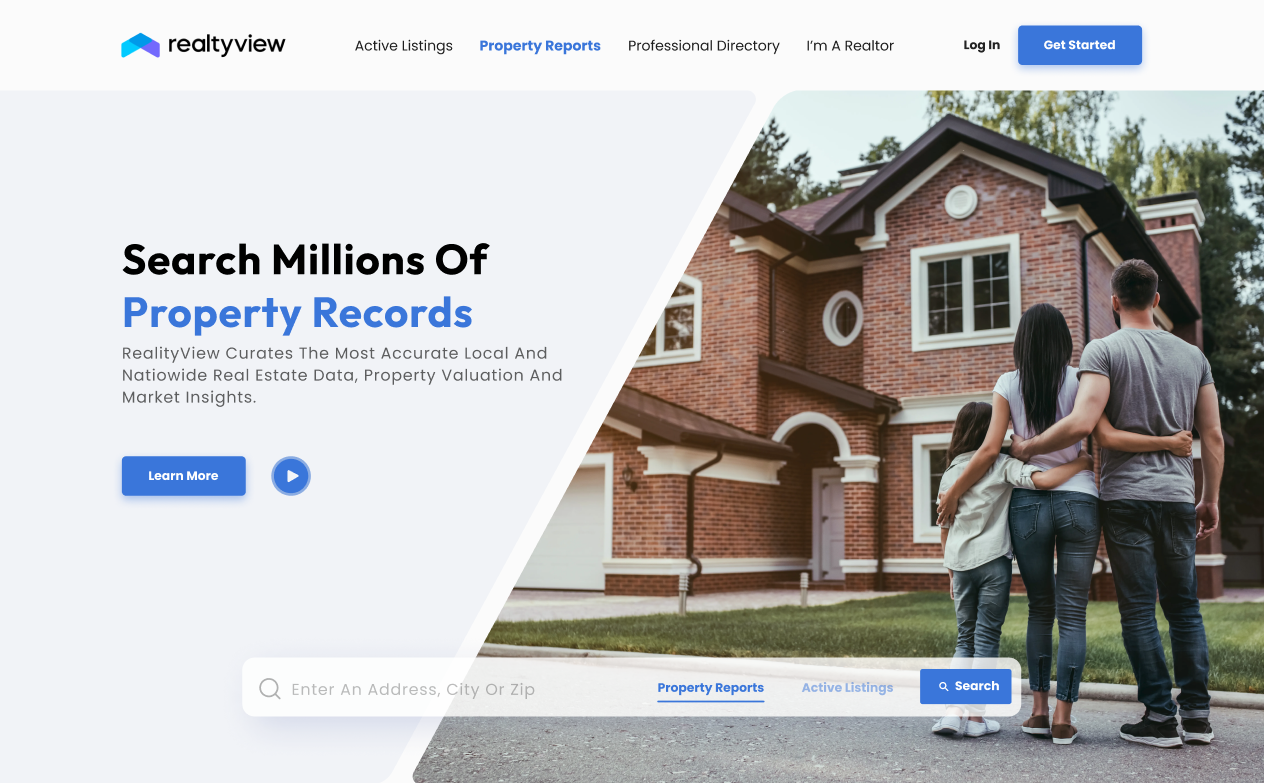 realtyview
Active Listings
Property Reports
Professional Directory
I'm A Realtor
Log In
Get Started
Search Millions Of
Property Records
RealityView Curates The Most Accurate Local And
Natiowide Real Estate Data, Property Valuation And
Market Insights.
Learn More
Enter An Address, City Or Zip
Property Reports
Active Listings
Search